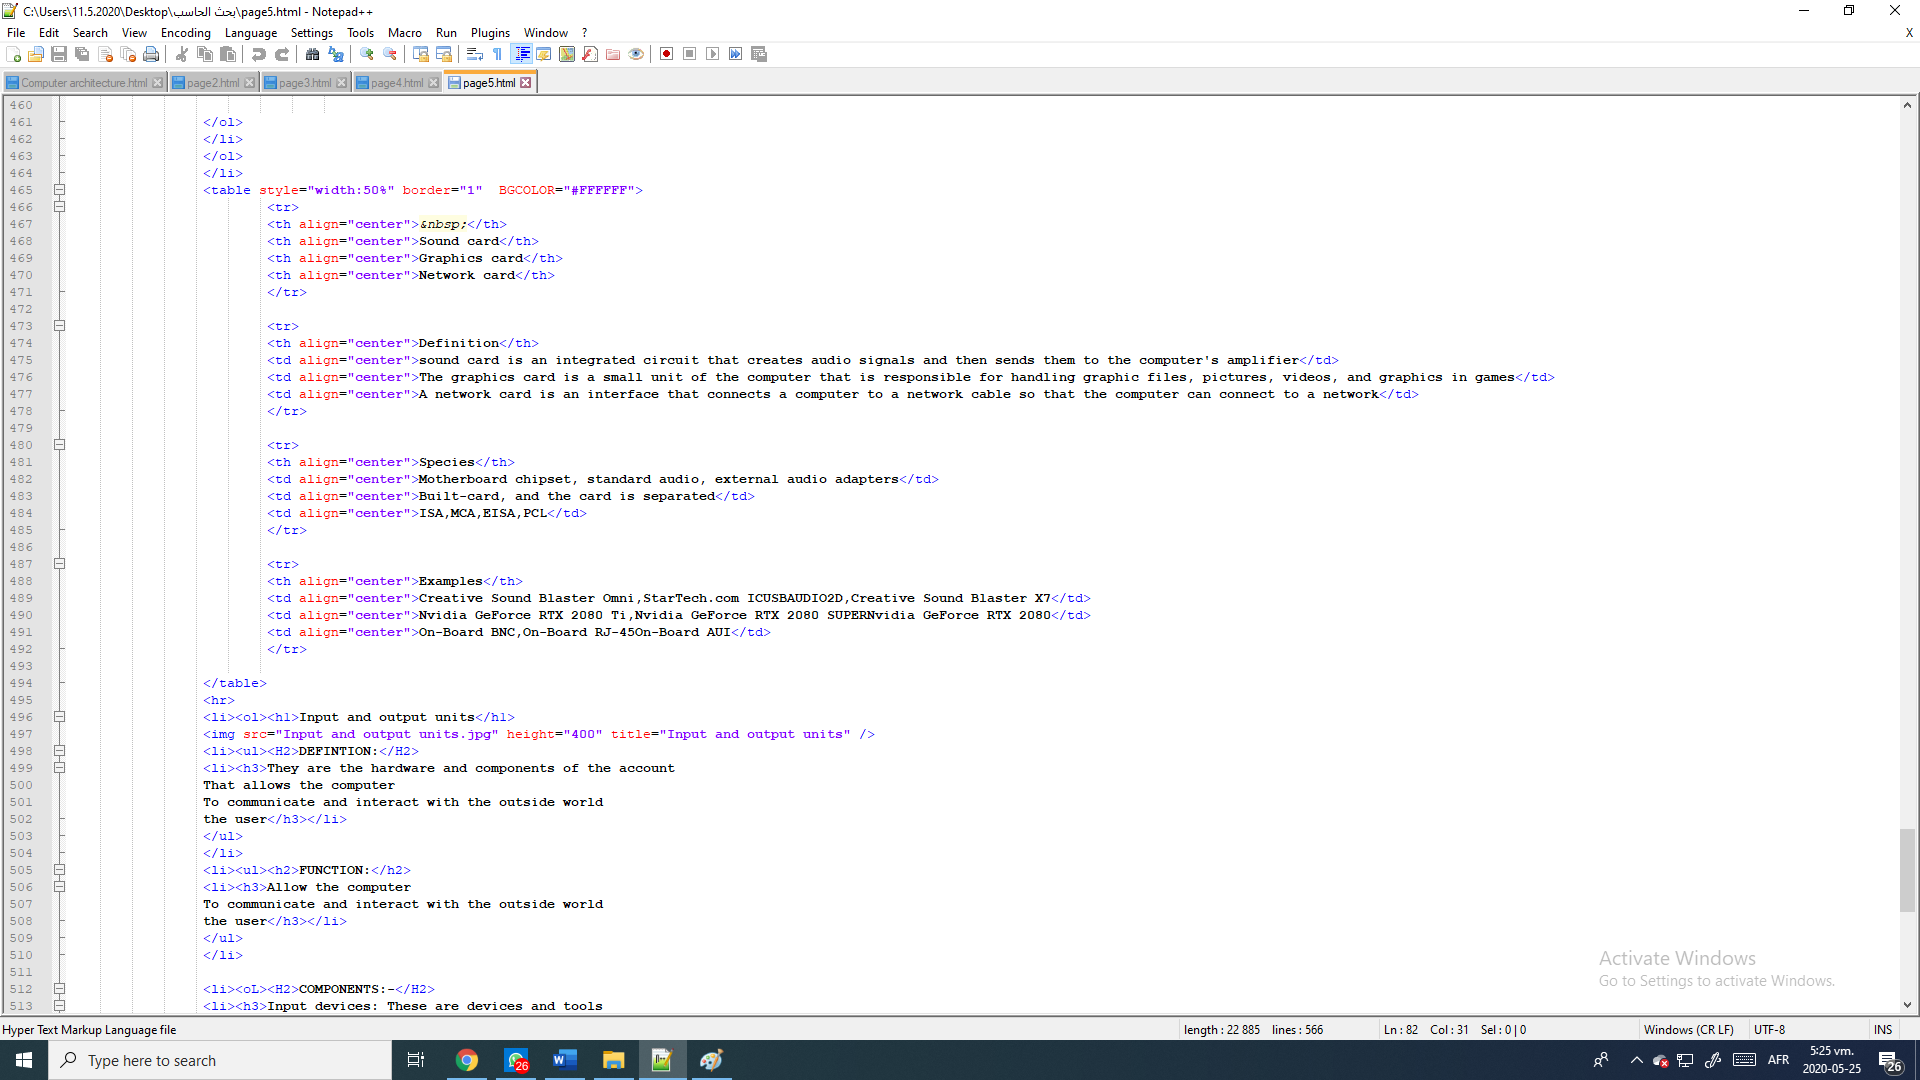 C:\Users\11.5.2020\Desktop\بحث الحاسب\page5.html - Notepad++
File Edit Search View Encoding Language Settings Tools Macro Run Plugins Window ? X
Computer architecture.html page2.html page3.html page4.html page5.html
460
461 </ol>
462 </li>
463 </ol>
464 </li>
465 <table style="width:50%" border="1"  BGCOLOR="#FFFFFF">
466 <tr>
467 <th align="center">&nbsp;</th>
468 <th align="center">Sound card</th>
469 <th align="center">Graphics card</th>
470 <th align="center">Network card</th>
471 </tr>
472
473 <tr>
474 <th align="center">Definition</th>
475 <td align="center">sound card is an integrated circuit that creates audio signals and then sends them to the computer's amplifier</td>
476 <td align="center">The graphics card is a small unit of the computer that is responsible for handling graphic files, pictures, videos, and graphics in games</td>
477 <td align="center">A network card is an interface that connects a computer to a network cable so that the computer can connect to a network</td>
478 </tr>
479
480 <tr>
481 <th align="center">Species</th>
482 <td align="center">Motherboard chipset, standard audio, external audio adapters</td>
483 <td align="center">Built-card, and the card is separated</td>
484 <td align="center">ISA,MCA,EISA,PCL</td>
485 </tr>
486
487 <tr>
488 <th align="center">Examples</th>
489 <td align="center">Creative Sound Blaster Omni,StarTech.com ICUSBAUDIO2D,Creative Sound Blaster X7</td>
490 <td align="center">Nvidia GeForce RTX 2080 Ti,Nvidia GeForce RTX 2080 SUPERNvidia GeForce RTX 2080</td>
491 <td align="center">On-Board BNC,On-Board RJ-45On-Board AUI</td>
492 </tr>
493
494 </table>
495 <hr>
496 <li><ol><h1>Input and output units</h1>
497 <img src="Input and output units.jpg" height="400" title="Input and output units" />
498 <li><ul><H2>DEFINTION:</H2>
499 <li><h3>They are the hardware and components of the account
500 That allows the computer
501 To communicate and interact with the outside world
502 the user</h3></li>
503 </ul>
504 </li>
505 <li><ul><h2>FUNCTION:</h2>
506 <li><h3>Allow the computer
507 To communicate and interact with the outside world
508 the user</h3></li>
509 </ul>
510 </li>
511
512 <li><oL><H2>COMPONENTS:-</H2>
513 <li><h3>Input devices: These are devices and tools
Activate Windows
Go to Settings to activate Windows.
Hyper Text Markup Language file length : 22 885 lines : 566 Ln : 82 Col : 31 Sel : 0 | 0 Windows (CR LF) UTF-8 INS
Type here to search 26 AFR 5:25 vm. 26
2020-05-25